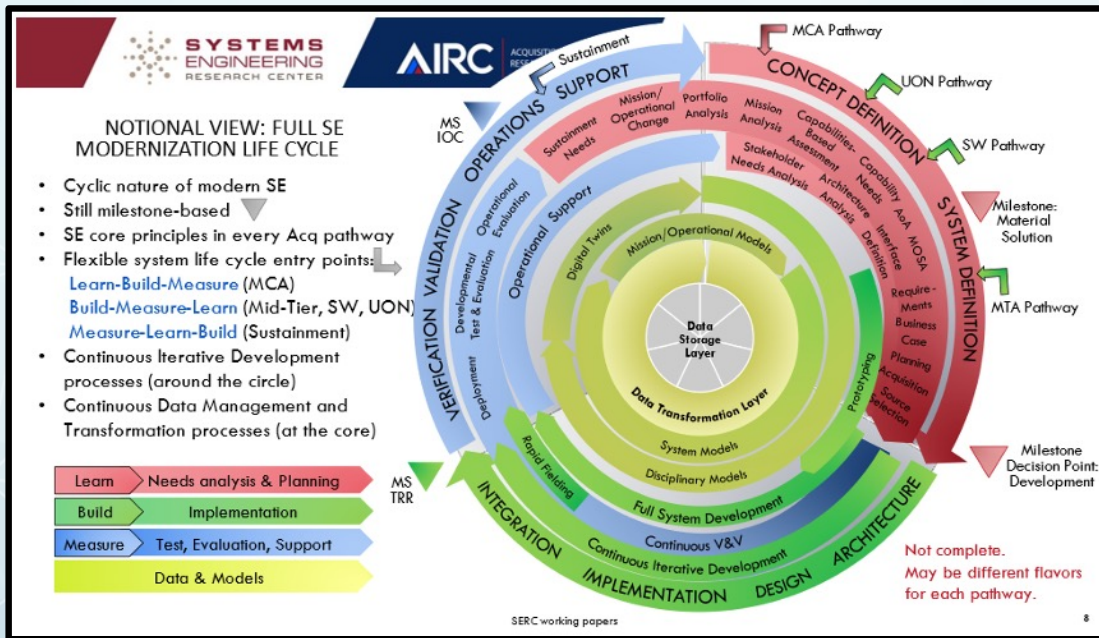 SYSTEMS
ENGINEERING
RESEARCH CENTER
AIRC
ACQUISITION
NOTIONAL VIEW: FULL SE
MODERNIZATION LIFE CYCLE
• Cyclic nature of modern SE
• Still milestone-based
• SE core principles in every Acq pathway
• Flexible system life cycle entry points:
Learn-Build-Measure (MCA)
Build-Measure-Learn (Mid-Tier, SW, UON)
Measure-Learn-Build (Sustainment)
• Continuous Iterative Development
processes (around the circle)
• Continuous Data Management and
Transformation processes (at the core)
Learn
Needs analysis & Planning
Build
Implementation
Measure
Test, Evaluation, Support
Data & Models
Sustainment
MS
IOC
MS
TRR
MCA Pathway
UON Pathway
SW Pathway
Milestone:
Material
Solution
MTA Pathway
Milestone
Decision Point:
Development
CONCEPT DEFINITION
SYSTEM DEFINITION
ARCHITECTURE
DESIGN
IMPLEMENTATION
INTEGRATION
VERIFICATION VALIDATION
OPERATIONS SUPPORT
Sustainment
Needs
Mission/
Operational
Change
Portfolio
Analysis
Mission
Analysis
Capabilities-
Based
Assessment
Capability
Needs
AoA
MOSA
Stakeholder
Needs Analysis
Architecture
Analysis
Interface
Definition
Require-
ments
Business
Case
Planning
Acquisition
Source
Selection
Deployment
Developmental
Test & Evaluation
Operational
Evaluation
Operational Support
Digital Twins
Mission/Operational Models
Data
Storage
Layer
Data Transformation Layer
System Models
Disciplinary Models
Prototyping
Rapid Fielding
Full System Development
Continuous V&V
Continuous Iterative Development
Not complete.
May be different flavors
for each pathway.
SERC working papers
8